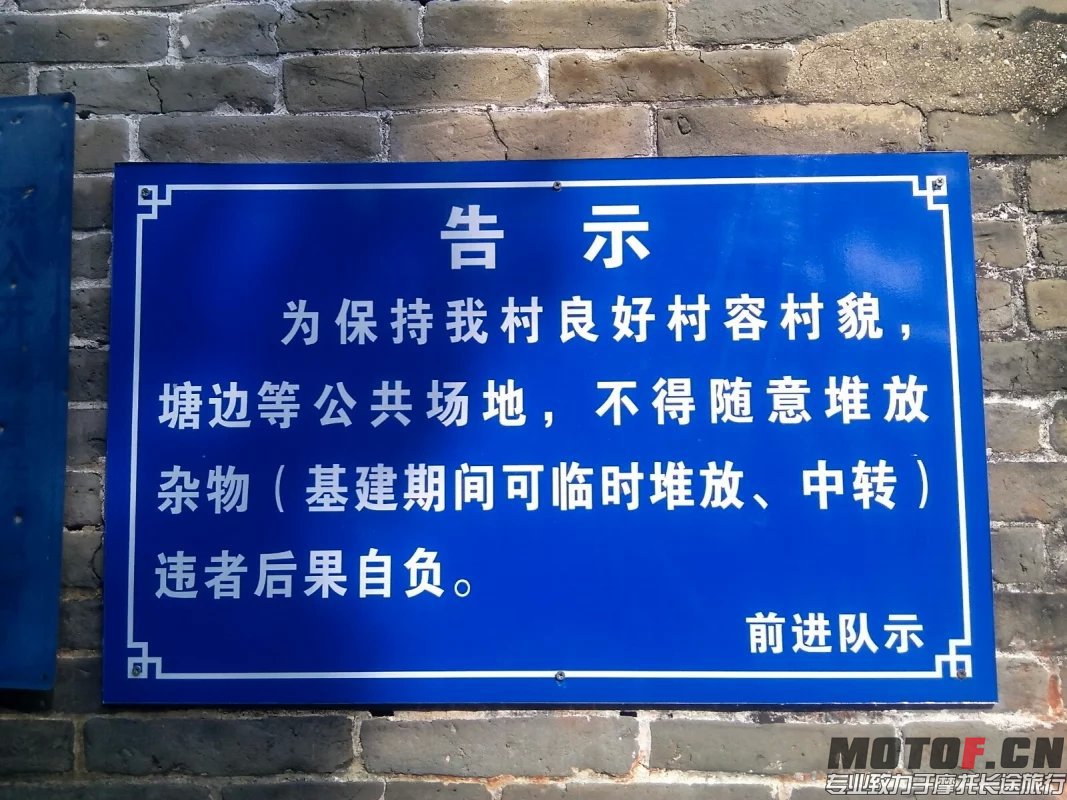 告示
为保持我村良好村容村貌，
塘边等公共场地，不得随意堆放
杂物（基建期间可临时堆放、中转）
违者后果自负。
前进队示
MOTOF.CN
专业致力于摩托长途旅行